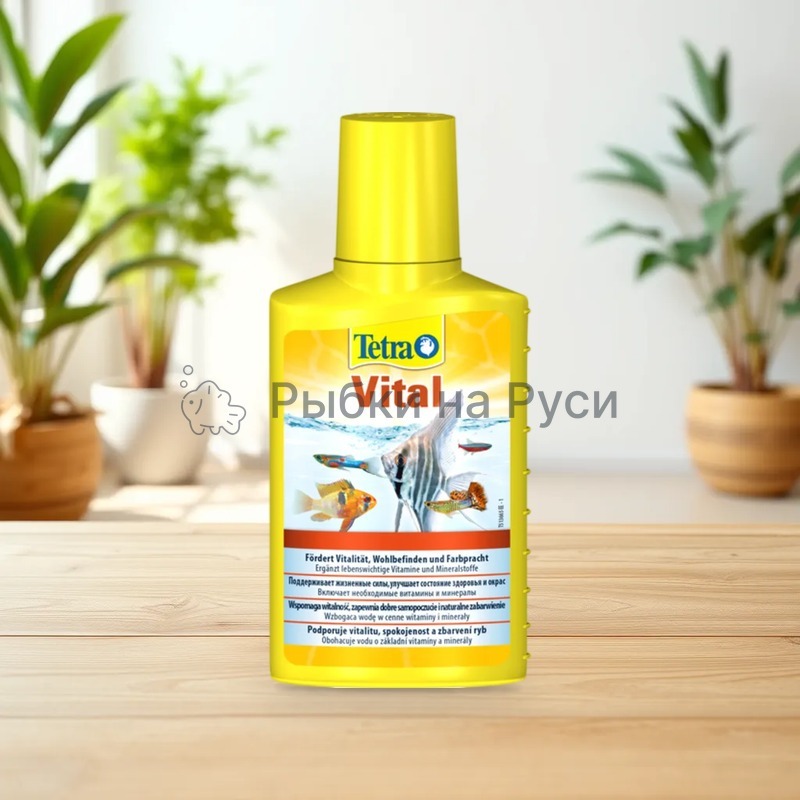 Tetra
Vital
Рыбки на Руси
Fördert Vitalität, Wohlbefinden und Farbpracht
Ergänzt lebenswichtige Vitamine und Mineralstoffe
Поддерживает жизненные силы, улучшает состояние здоровья и окрас
Включает необходимые витамины и минералы
Wspomaga witalność, zapewnia dobre samopoczucie i naturalne zabarwienie
Wzbogaca wodę w cenne witaminy i minerały
Podporuje vitalitu, spokojenost a zbarvení ryb
Obohacuje vodu o základní vitaminy a minerály